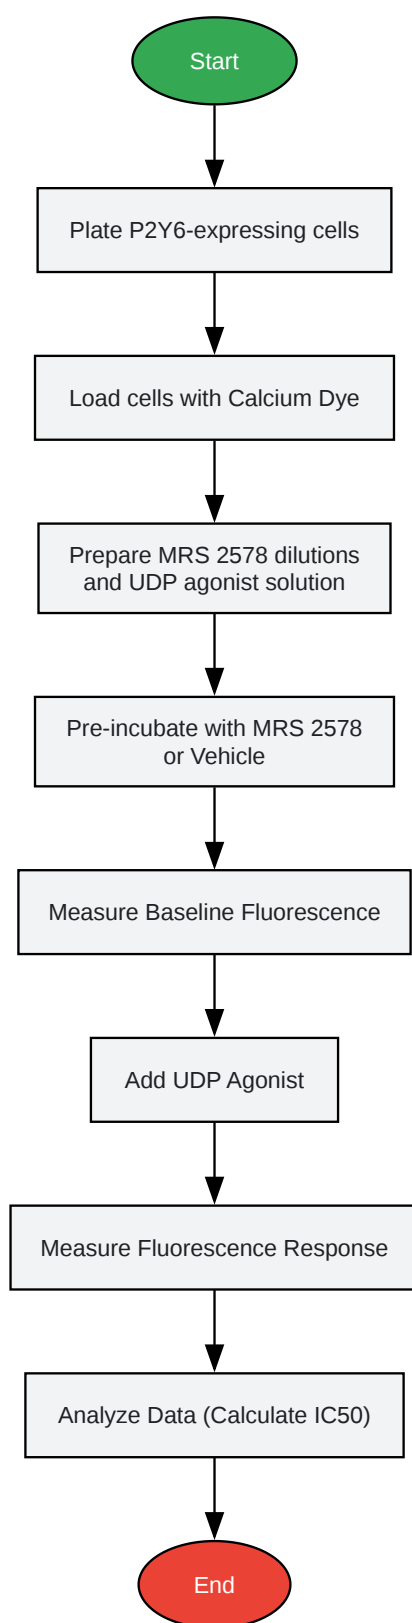 Start
Plate P2Y6-expressing cells
Load cells with Calcium Dye
Prepare MRS 2578 dilutions
and UDP agonist solution
Pre-incubate with MRS 2578
or Vehicle
Measure Baseline Fluorescence
Add UDP Agonist
Measure Fluorescence Response
Analyze Data (Calculate IC50)
End